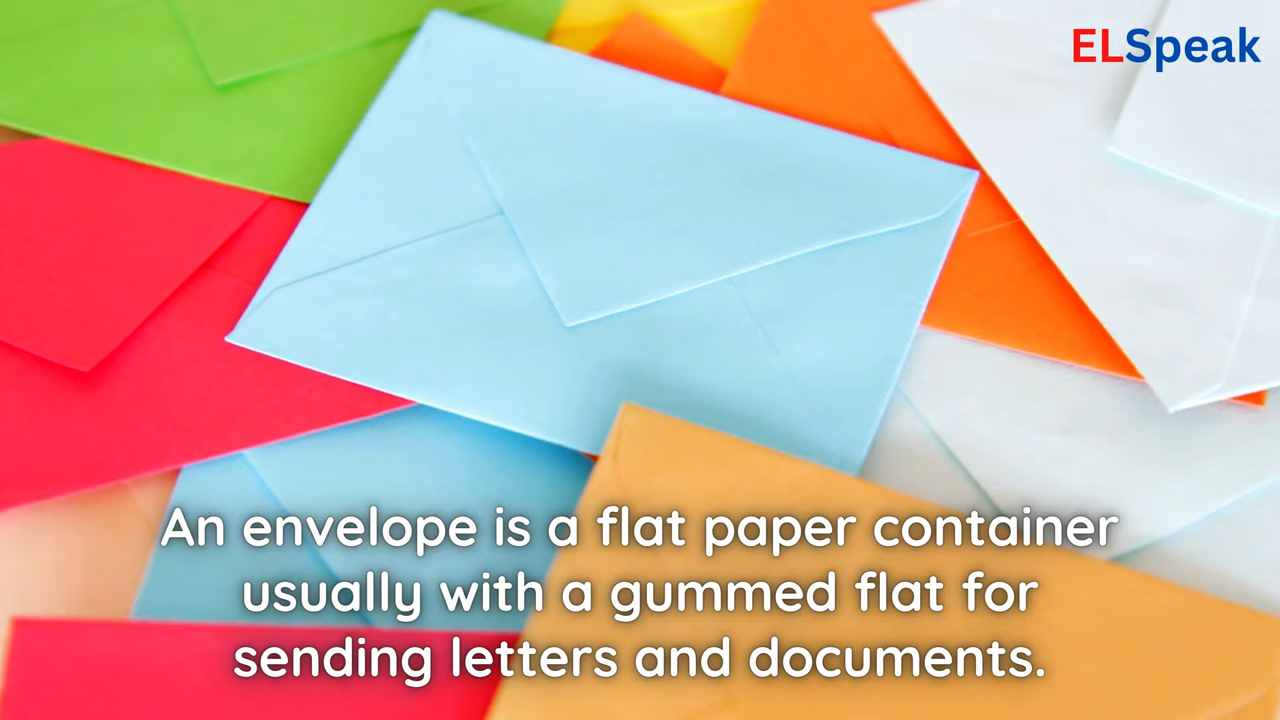 ELSpeak
An envelope is a flat paper container
usually with a gummed flat for
sending letters and documents.